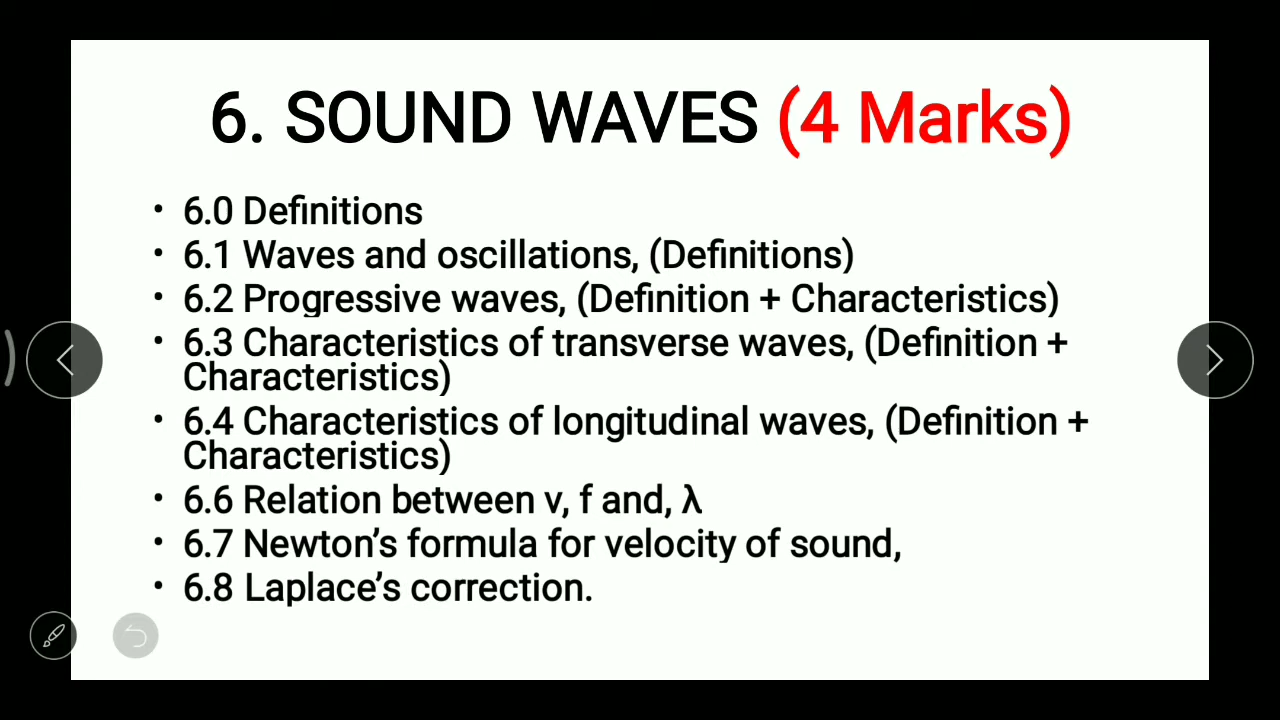 6. SOUND WAVES (4 Marks)
• 6.0 Definitions
• 6.1 Waves and oscillations, (Definitions)
• 6.2 Progressive waves, (Definition + Characteristics)
• 6.3 Characteristics of transverse waves, (Definition +
Characteristics)
• 6.4 Characteristics of longitudinal waves, (Definition +
Characteristics)
• 6.6 Relation between v, f and, λ
• 6.7 Newton’s formula for velocity of sound,
• 6.8 Laplace’s correction.